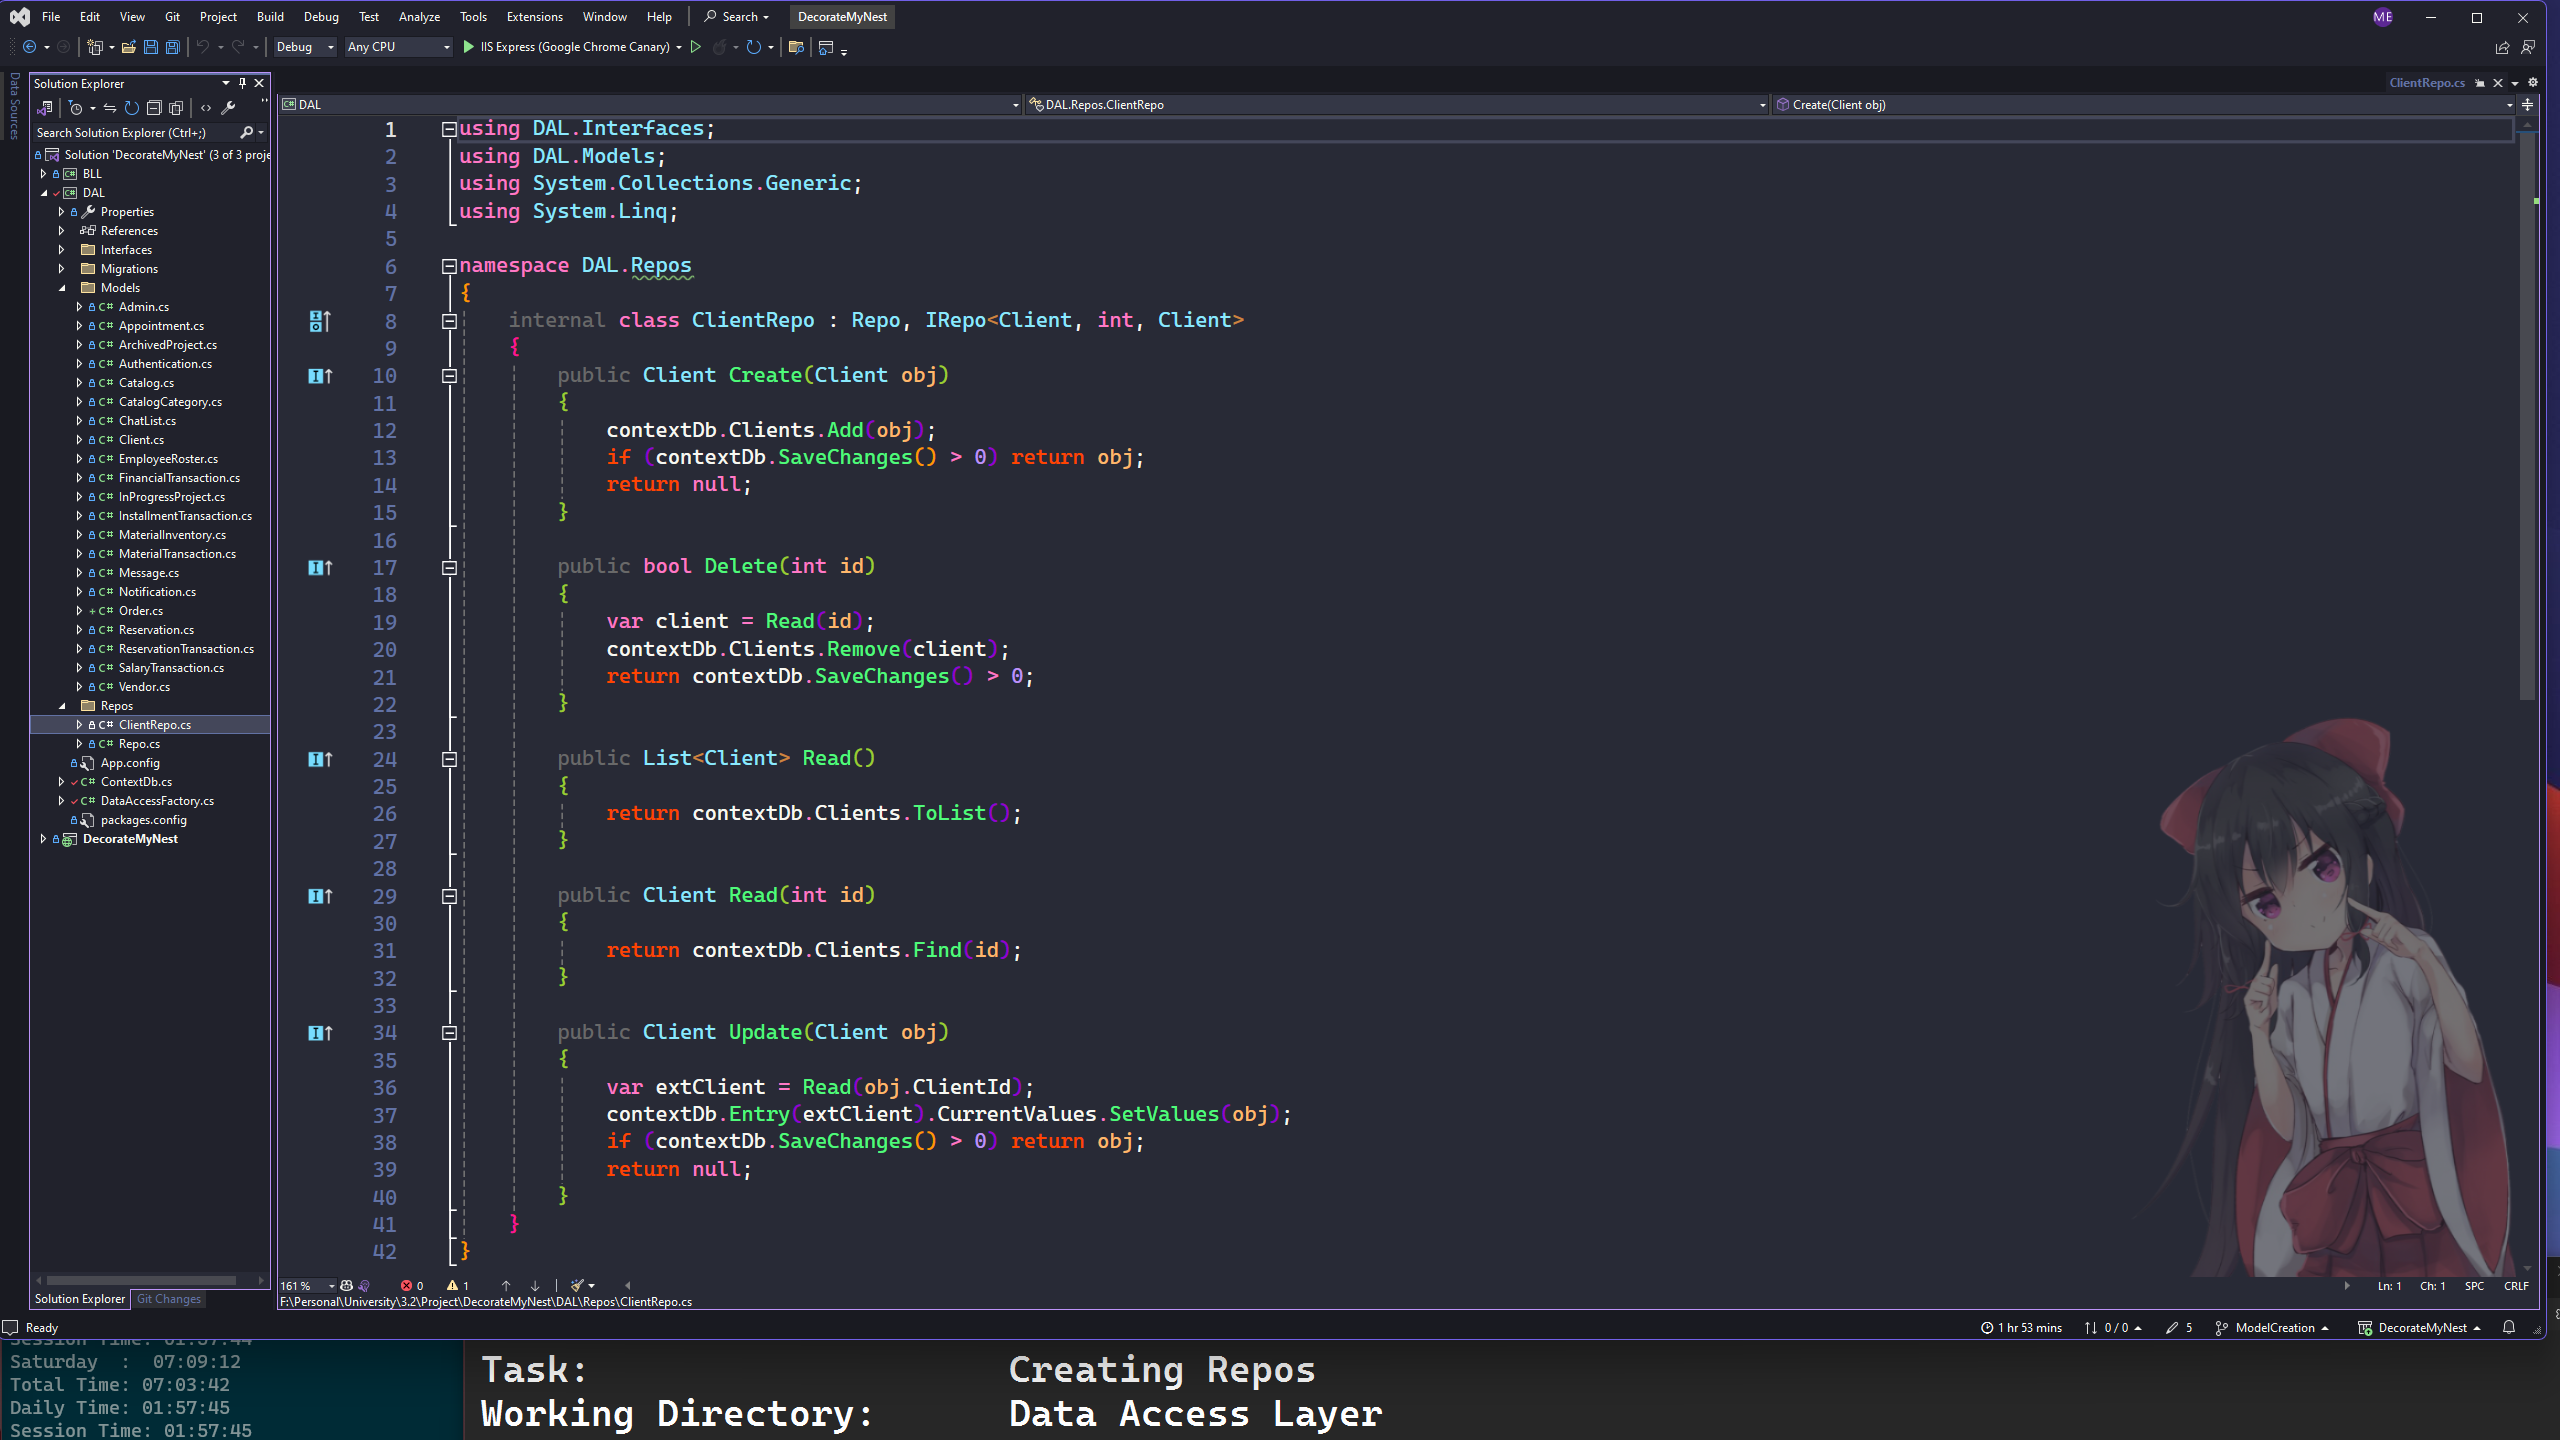 File Edit View Git Project Build Debug Test Analyze Tools Extensions Window Help Search DecorateMyNest ME
Debug Any CPU IIS Express (Google Chrome Canary)
Data Sources
Solution Explorer
ClientRepo.cs
DAL DAL.Repos.ClientRepo Create(Client obj)
Search Solution Explorer (Ctrl+;)
Solution 'DecorateMyNest' (3 of 3 proje
BLL
DAL
Properties
References
Interfaces
Migrations
Models
Admin.cs
Appointment.cs
ArchivedProject.cs
Authentication.cs
Catalog.cs
CatalogCategory.cs
ChatList.cs
Client.cs
EmployeeRoster.cs
FinancialTransaction.cs
InProgressProject.cs
InstallmentTransaction.cs
MaterialInventory.cs
MaterialTransaction.cs
Message.cs
Notification.cs
Order.cs
Reservation.cs
ReservationTransaction.cs
SalaryTransaction.cs
Vendor.cs
Repos
ClientRepo.cs
Repo.cs
App.config
ContextDb.cs
DataAccessFactory.cs
packages.config
DecorateMyNest
Solution Explorer Git Changes
1 using DAL.Interfaces;
2 using DAL.Models;
3 using System.Collections.Generic;
4 using System.Linq;
5
6 namespace DAL.Repos
7 {
8 internal class ClientRepo : Repo, IRepo<Client, int, Client>
9 {
10 public Client Create(Client obj)
11 {
12 contextDb.Clients.Add(obj);
13 if (contextDb.SaveChanges() > 0) return obj;
14 return null;
15 }
16
17 public bool Delete(int id)
18 {
19 var client = Read(id);
20 contextDb.Clients.Remove(client);
21 return contextDb.SaveChanges() > 0;
22 }
23
24 public List<Client> Read()
25 {
26 return contextDb.Clients.ToList();
27 }
28
29 public Client Read(int id)
30 {
31 return contextDb.Clients.Find(id);
32 }
33
34 public Client Update(Client obj)
35 {
36 var extClient = Read(obj.ClientId);
37 contextDb.Entry(extClient).CurrentValues.SetValues(obj);
38 if (contextDb.SaveChanges() > 0) return obj;
39 return null;
40 }
41 }
42 }
161 % 0 1 Ln: 1 Ch: 1 SPC CRLF
F:\Personal\University\3.2\Project\DecorateMyNest\DAL\Repos\ClientRepo.cs
Ready 1 hr 53 mins 0 / 0 5 ModelCreation DecorateMyNest
Session Time: 01:57:44
Saturday : 07:09:12
Total Time: 07:03:42
Daily Time: 01:57:45
Session Time: 01:57:45
Task: Creating Repos
Working Directory: Data Access Layer